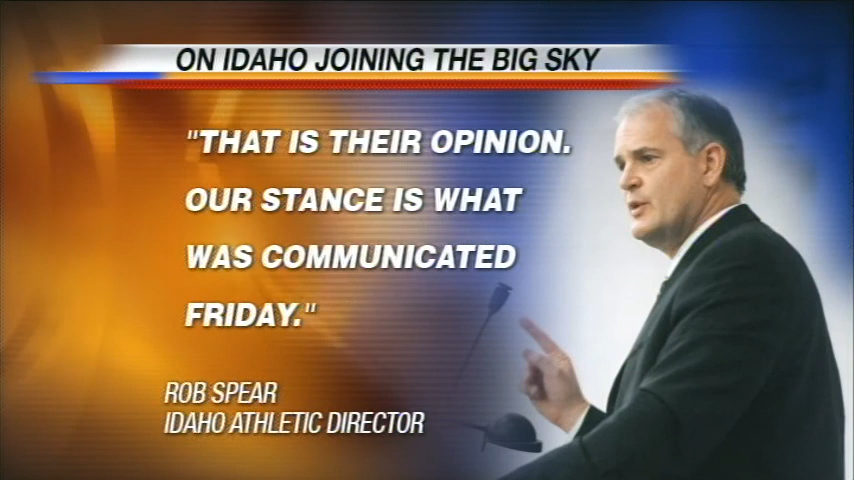 ON IDAHO JOINING THE BIG SKY
"THAT IS THEIR OPINION.
OUR STANCE IS WHAT
WAS COMMUNICATED
FRIDAY."
ROB SPEAR
IDAHO ATHLETIC DIRECTOR